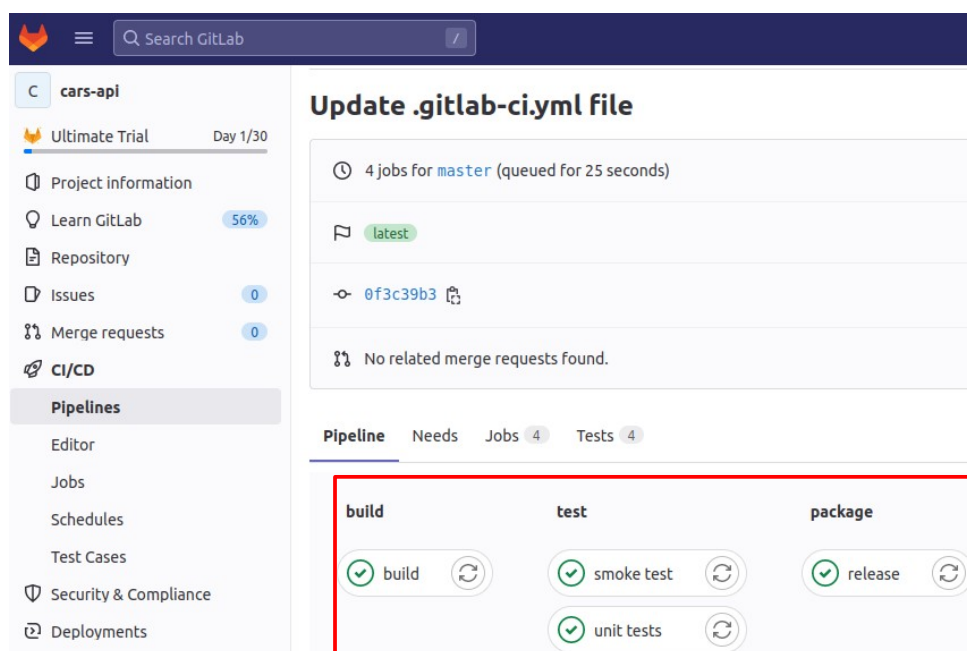 Search GitLab /
C cars-api
Ultimate Trial Day 1/30
Project information
Learn GitLab 56%
Repository
Issues 0
Merge requests 0
CI/CD
Pipelines
Editor
Jobs
Schedules
Test Cases
Security & Compliance
Deployments
Update .gitlab-ci.yml file
4 jobs for master (queued for 25 seconds)
latest
0f3c39b3
No related merge requests found.
Pipeline Needs Jobs 4 Tests 4
build test package
build smoke test release
unit tests